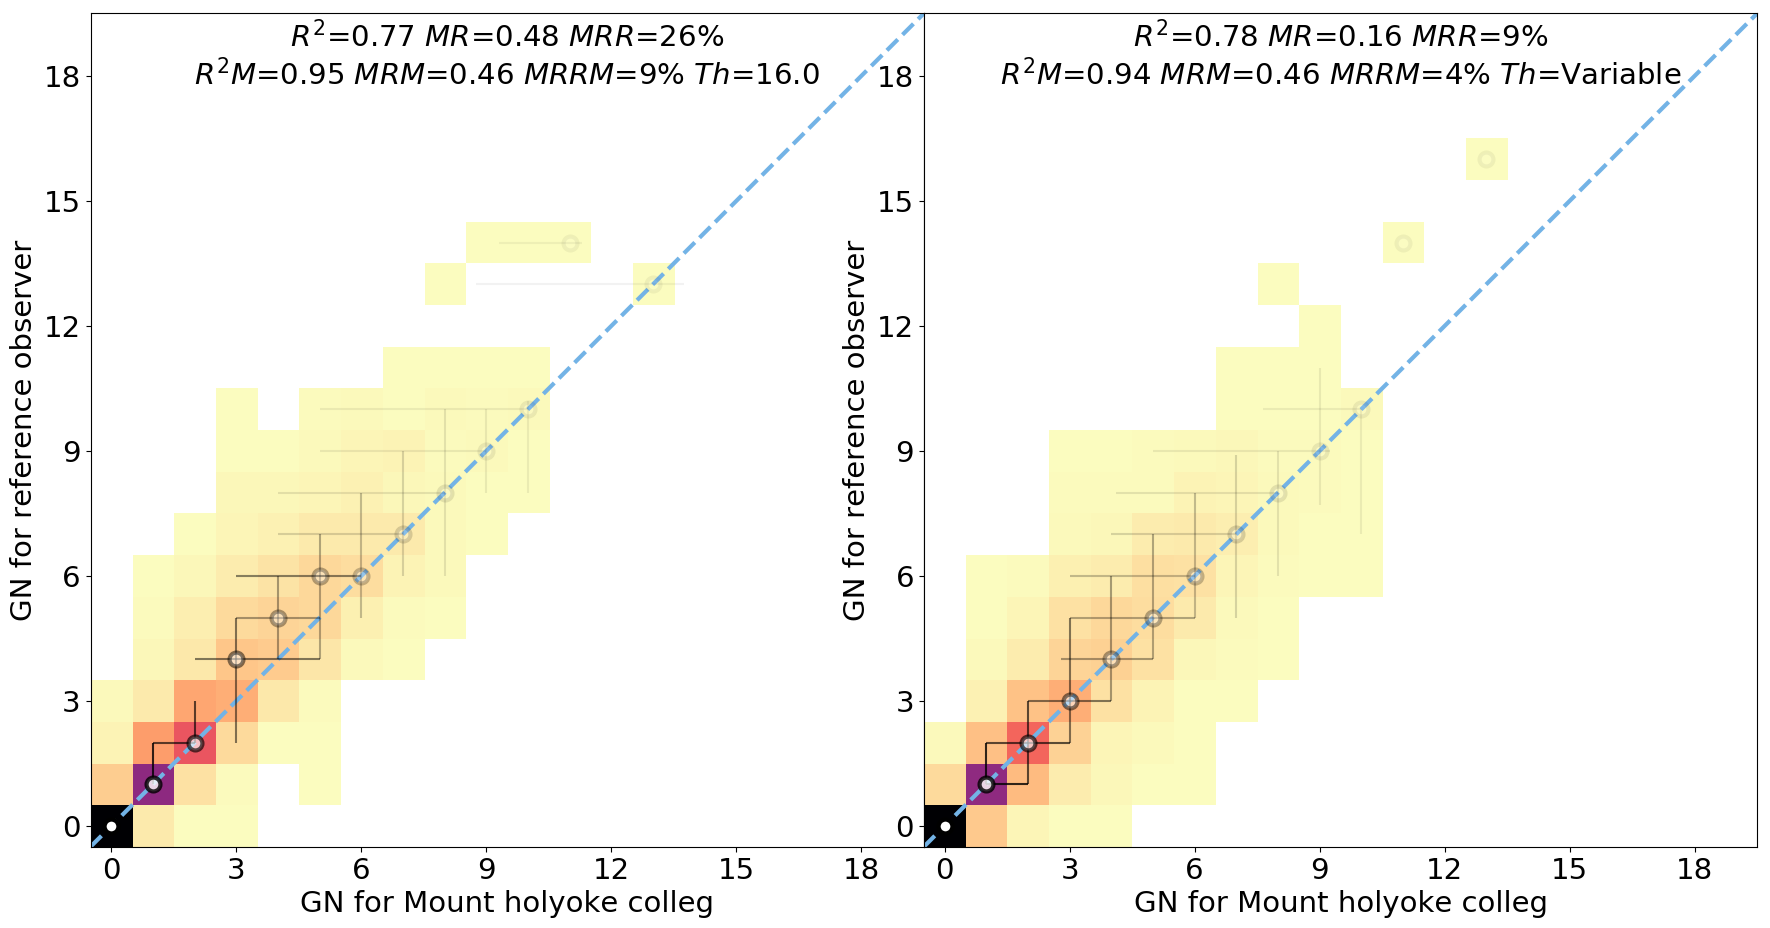 R²=0.77 MR=0.48 MRR=26%
R²M=0.95 MRM=0.46 MRRM=9% Th=16.0
18
15
12
9
6
3
0
GN for reference observer
0 3 6 9 12 15 18
GN for Mount holyoke colleg
R²=0.78 MR=0.16 MRR=9%
R²M=0.94 MRM=0.46 MRRM=4% Th=Variable
18
15
12
9
6
3
0
GN for reference observer
0 3 6 9 12 15 18
GN for Mount holyoke colleg